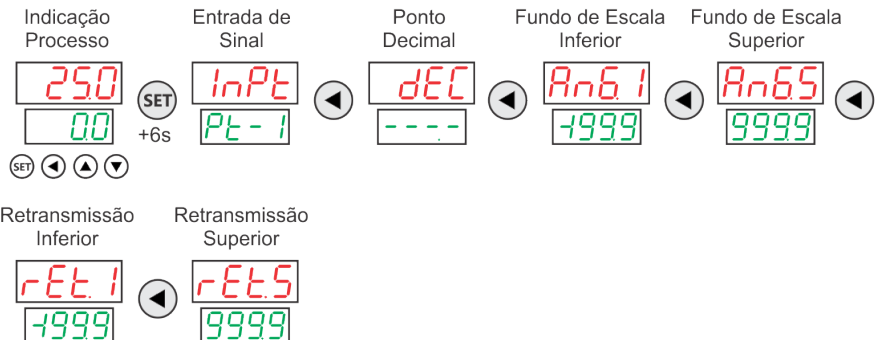 Indicação Processo
25.0
0.0
SET
+6s
SET
Entrada de Sinal
InPt
Pt-1
Ponto Decimal
dEC
---.-
Fundo de Escala Inferior
AnG.I
-199.9
Fundo de Escala Superior
AnG.S
999.9
Retransmissão Inferior
rEt.I
-199.9
Retransmissão Superior
rEt.S
999.9